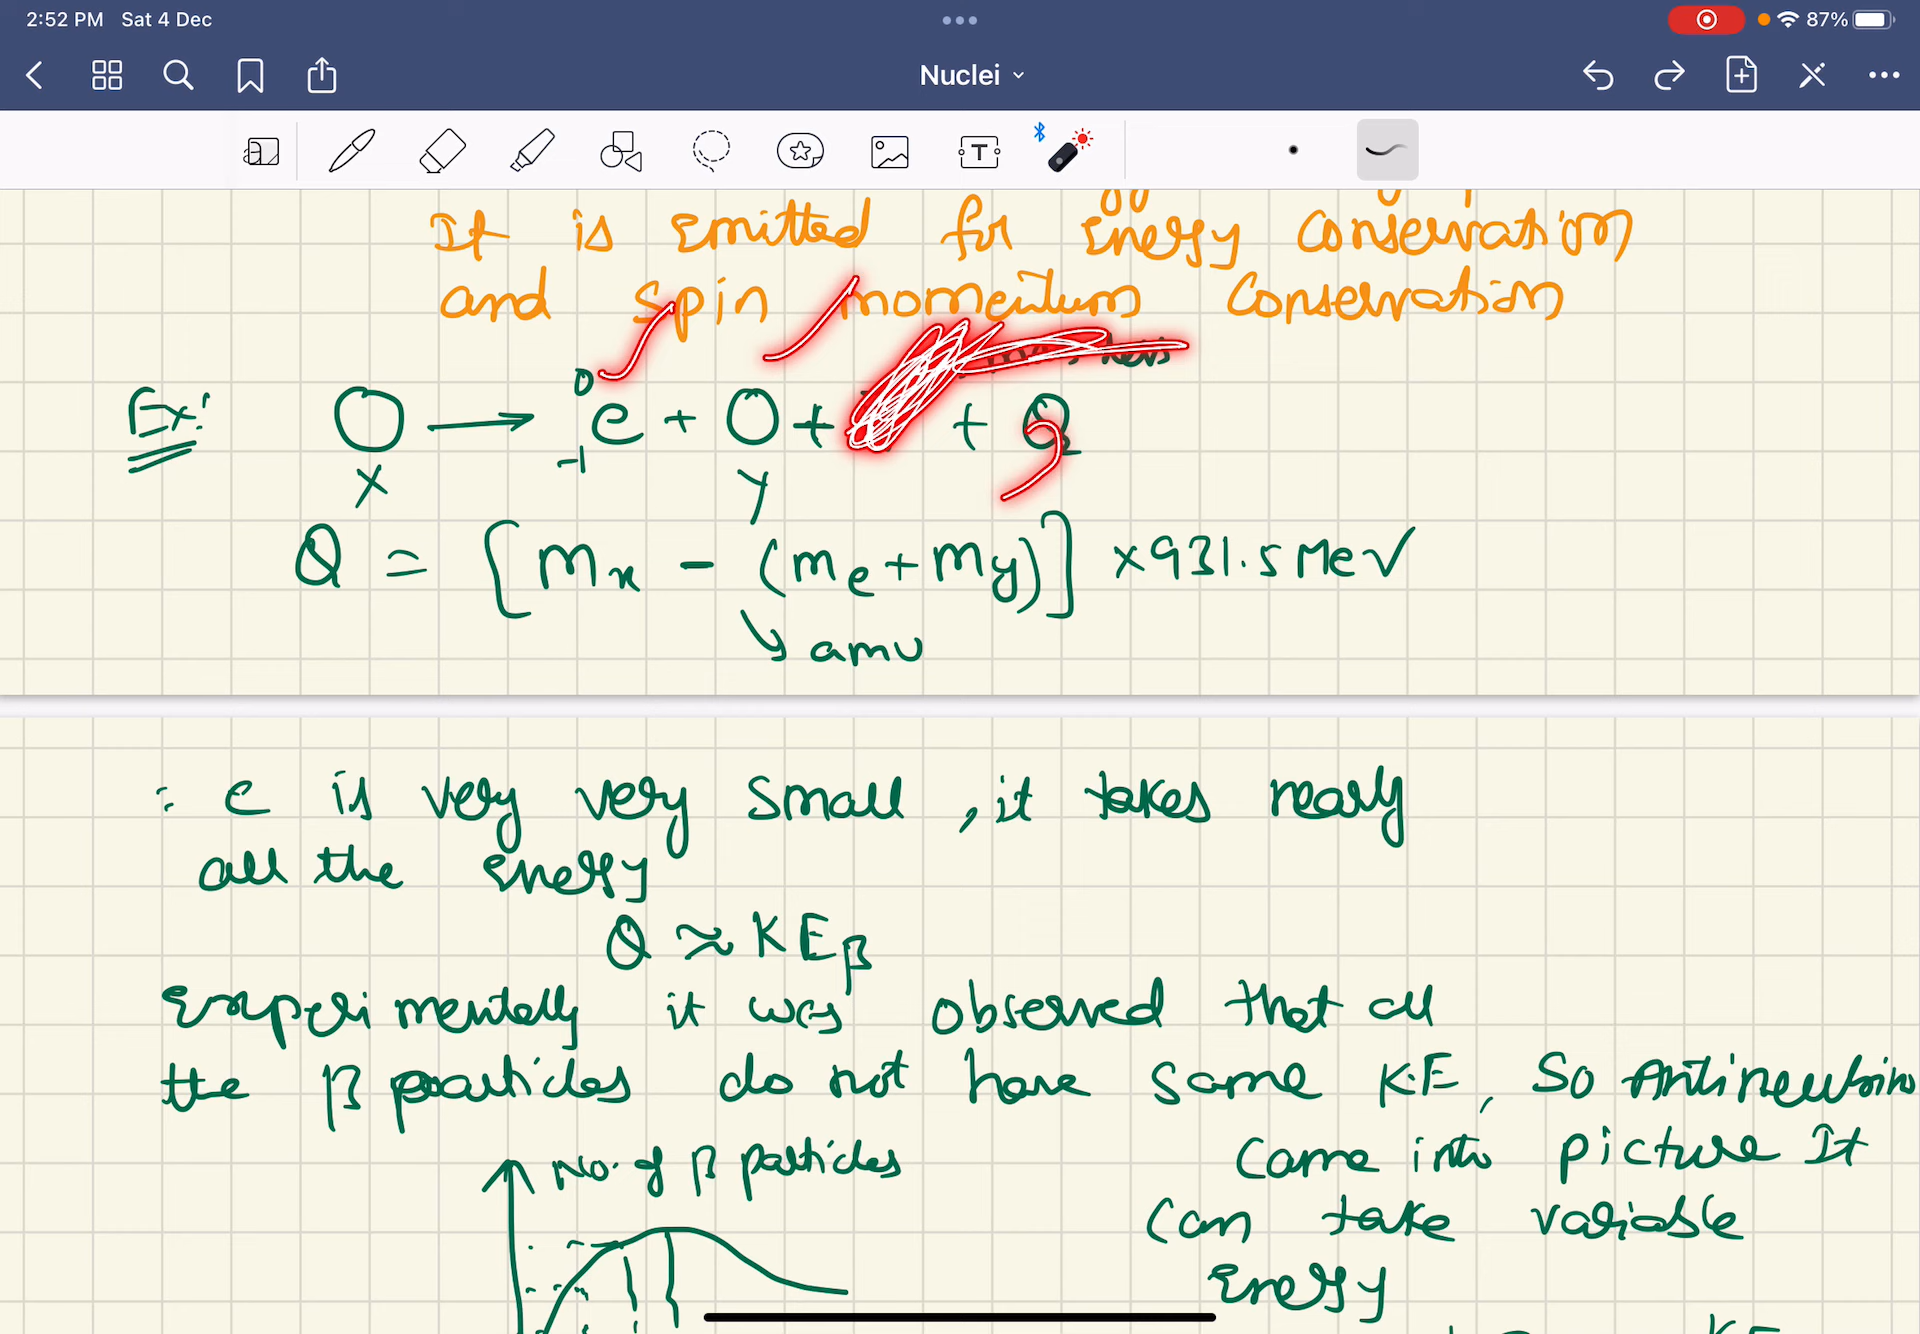 2:52 PM Sat 4 Dec
87%
Nuclei
T
It is emitted for energy conservation
and spin momentum conservation
Ex:
O → 0 -1 e + O + + Q
X Y
Q = [mx - (me + my)] × 931.5 MeV
amu
∵ e is very very small, it takes nearly
all the energy
Q ≈ KEβ
Experimentally it was observed that all
the β particles do not have same K.E, So Antineutrino
came into picture It
can take variable
Energy
No. of β particles
KE